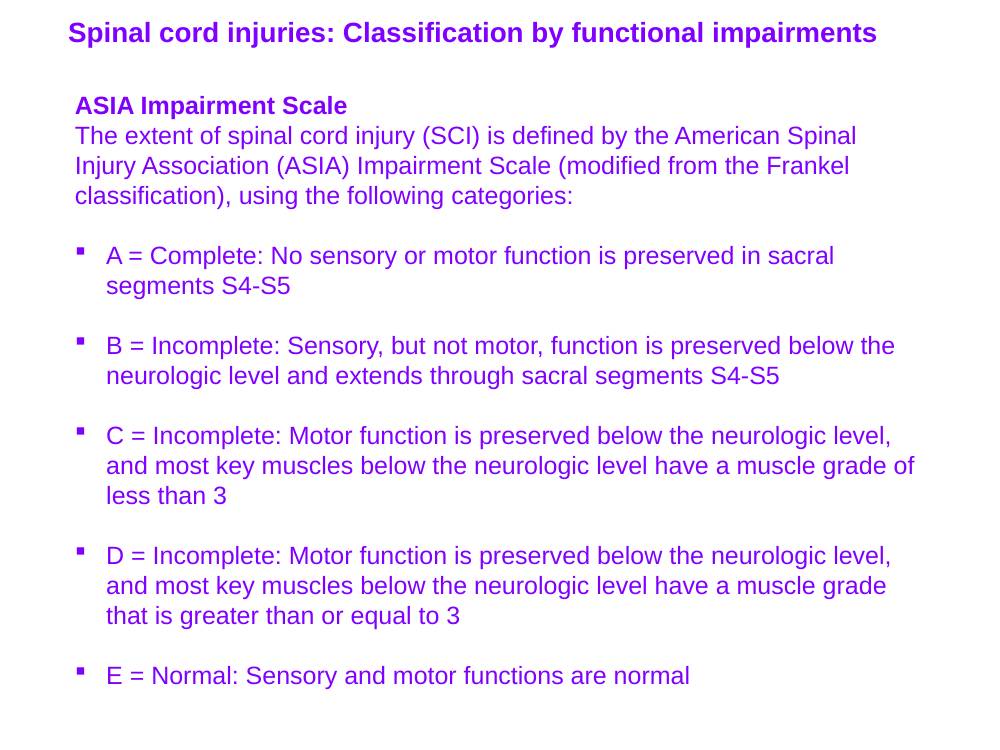 Spinal cord injuries: Classification by functional impairments
ASIA Impairment Scale
The extent of spinal cord injury (SCI) is defined by the American Spinal
Injury Association (ASIA) Impairment Scale (modified from the Frankel
classification), using the following categories:
▪ A = Complete: No sensory or motor function is preserved in sacral
segments S4-S5
▪ B = Incomplete: Sensory, but not motor, function is preserved below the
neurologic level and extends through sacral segments S4-S5
▪ C = Incomplete: Motor function is preserved below the neurologic level,
and most key muscles below the neurologic level have a muscle grade of
less than 3
▪ D = Incomplete: Motor function is preserved below the neurologic level,
and most key muscles below the neurologic level have a muscle grade
that is greater than or equal to 3
▪ E = Normal: Sensory and motor functions are normal